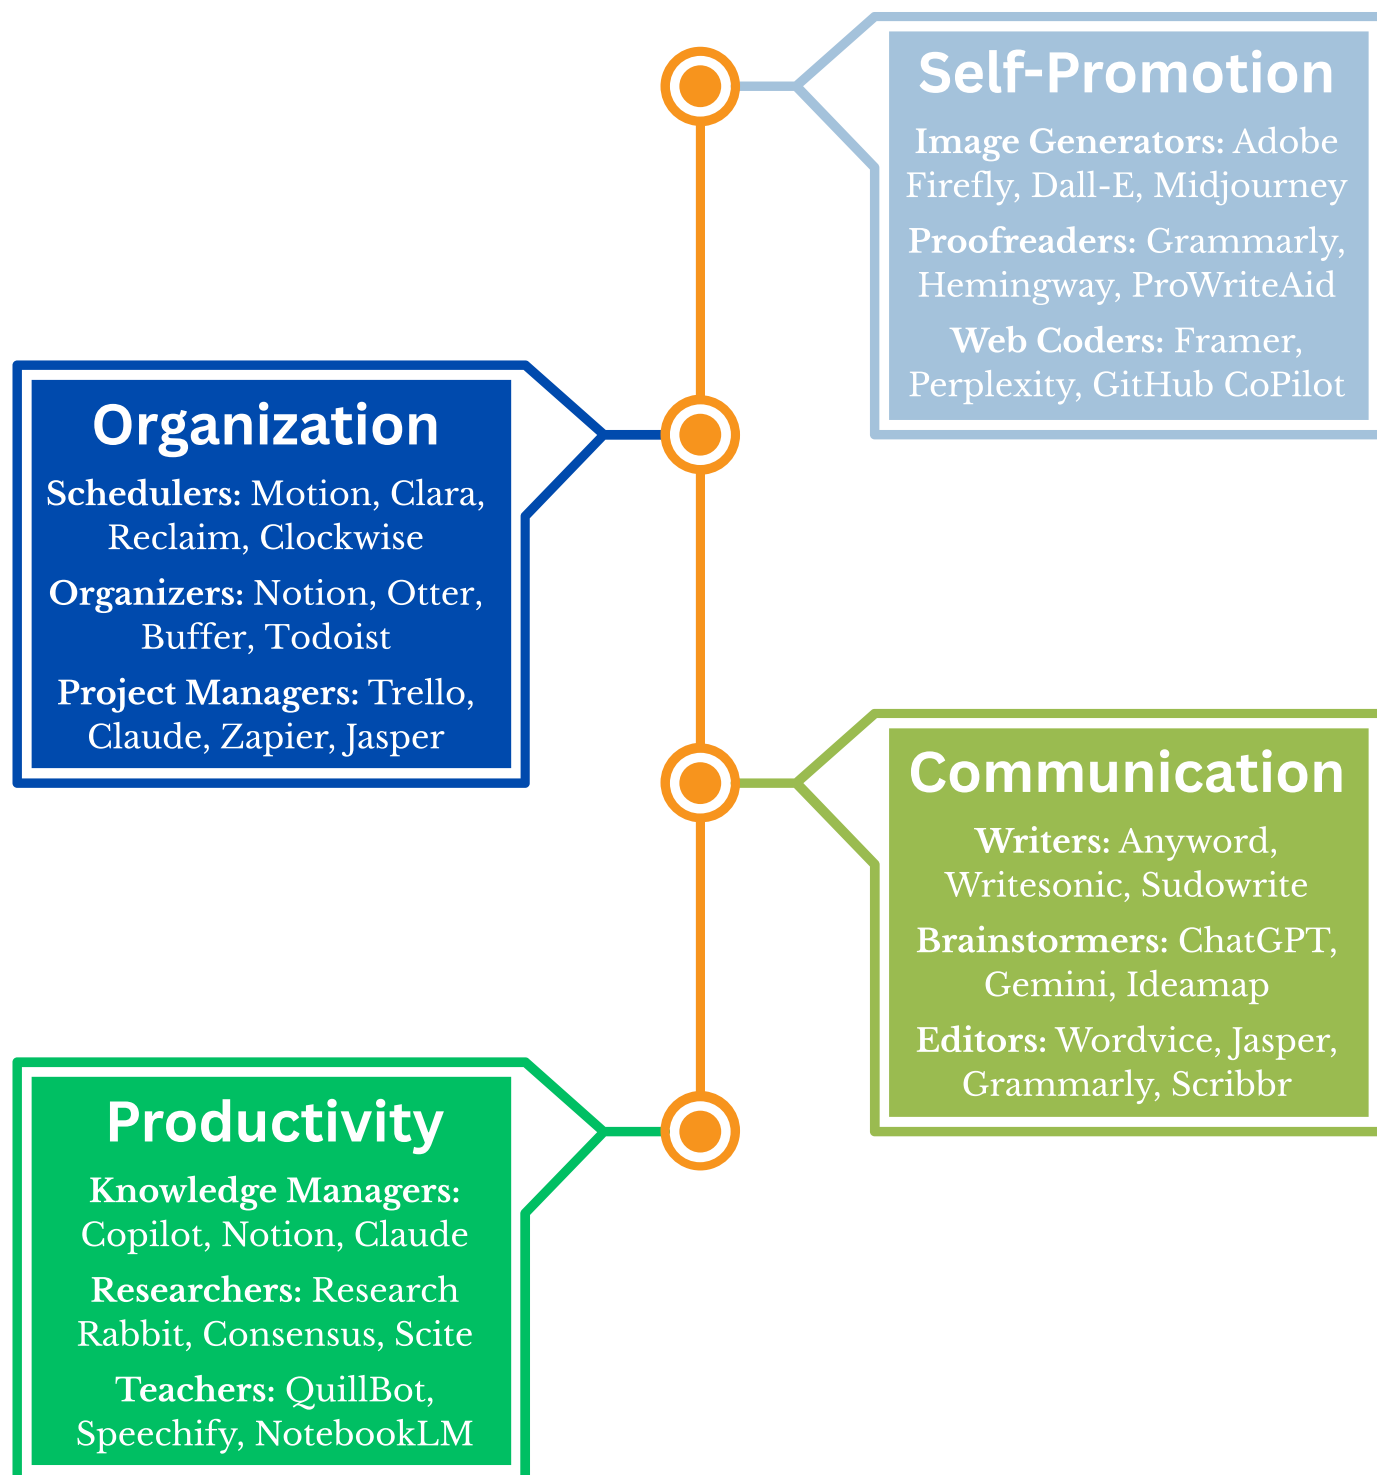 Self-Promotion
Image Generators: Adobe
Firefly, Dall-E, Midjourney
Proofreaders: Grammarly,
Hemingway, ProWriteAid
Web Coders: Framer,
Perplexity, GitHub CoPilot
Organization
Schedulers: Motion, Clara,
Reclaim, Clockwise
Organizers: Notion, Otter,
Buffer, Todoist
Project Managers: Trello,
Claude, Zapier, Jasper
Communication
Writers: Anyword,
Writesonic, Sudowrite
Brainstormers: ChatGPT,
Gemini, Ideamap
Editors: Wordvice, Jasper,
Grammarly, Scribbr
Productivity
Knowledge Managers:
Copilot, Notion, Claude
Researchers: Research
Rabbit, Consensus, Scite
Teachers: QuillBot,
Speechify, NotebookLM